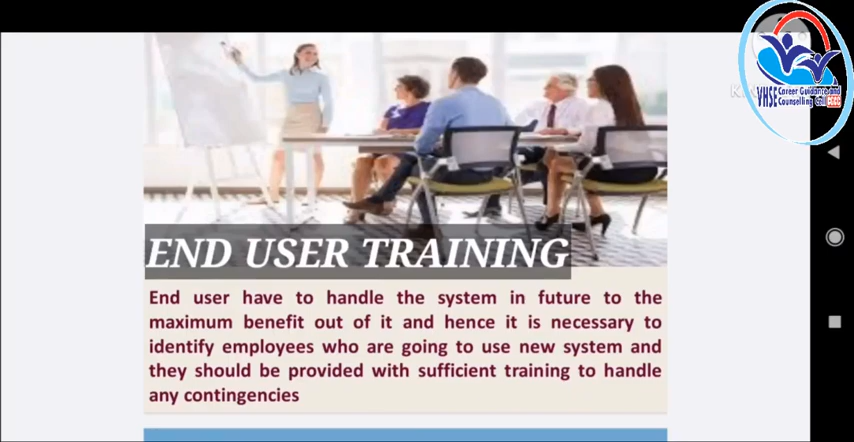 VHSE Career Guidance and
Counselling Cell
END USER TRAINING
End user have to handle the system in future to the
maximum benefit out of it and hence it is necessary to
identify employees who are going to use new system and
they should be provided with sufficient training to handle
any contingencies